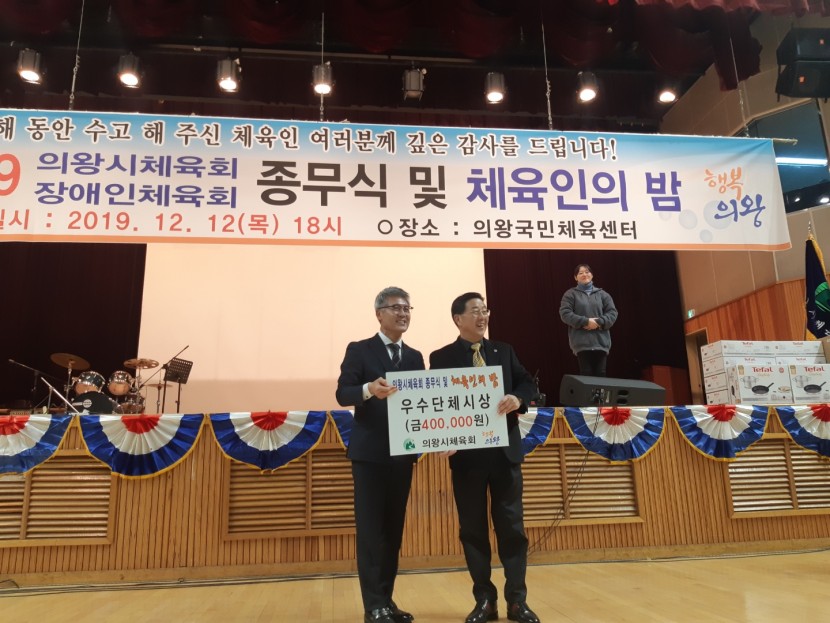 해 동안 수고 해 주신 체육인 여러분께 깊은 감사를 드립니다!
9 의왕시체육회 장애인체육회 종무식 및 체육인의 밤
행복 의왕
일시 : 2019. 12. 12(목) 18시 ○장소 : 의왕국민체육센터
의왕시체육회 종무식 및 체육인의 밤
우수단체시상
(금400,000원)
의왕시체육회
Tefal
Tefal